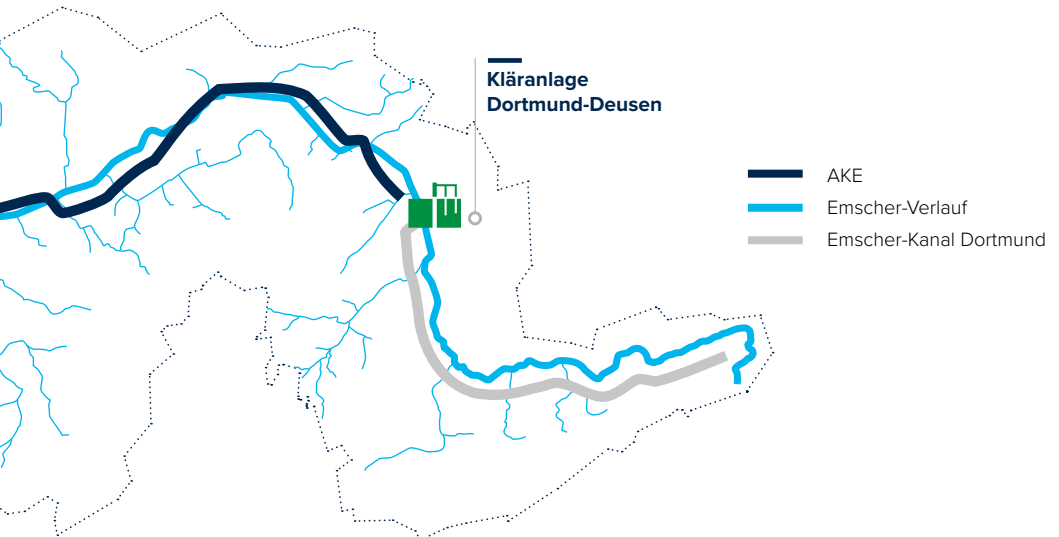 Kläranlage
Dortmund-Deusen
AKE
Emscher-Verlauf
Emscher-Kanal Dortmund